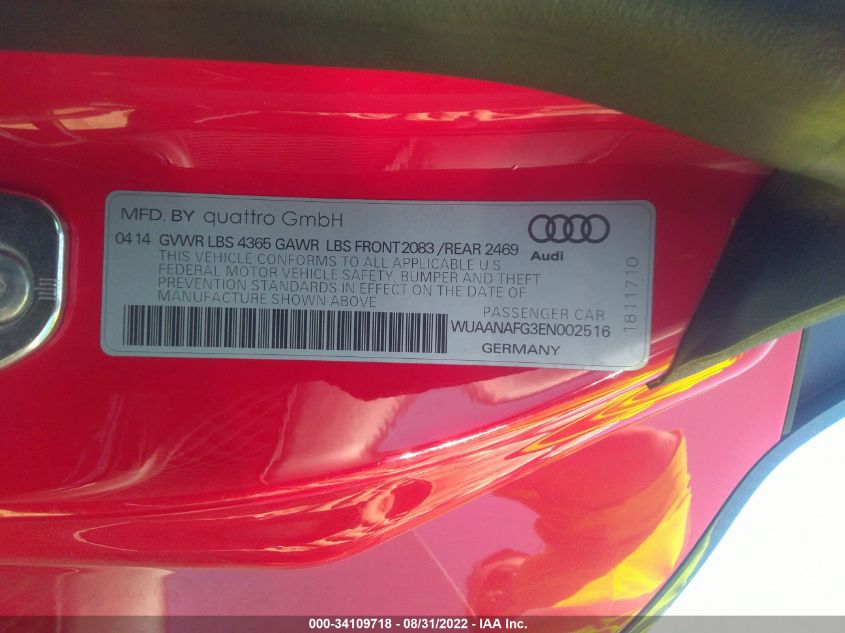 MFD. BY quattro GmbH
0414 GVWR LBS 4365 GAWR LBS FRONT 2083 /REAR 2469
THIS VEHICLE CONFORMS TO ALL APPLICABLE U.S
FEDERAL MOTOR VEHICLE SAFETY, BUMPER AND THEFT
PREVENTION STANDARDS IN EFFECT ON THE DATE OF
MANUFACTURE SHOWN ABOVE
Audi
PASSENGER CAR
WUAANAFG3EN002516
GERMANY
1811710
000-34109718 - 08/31/2022 - IAA Inc.